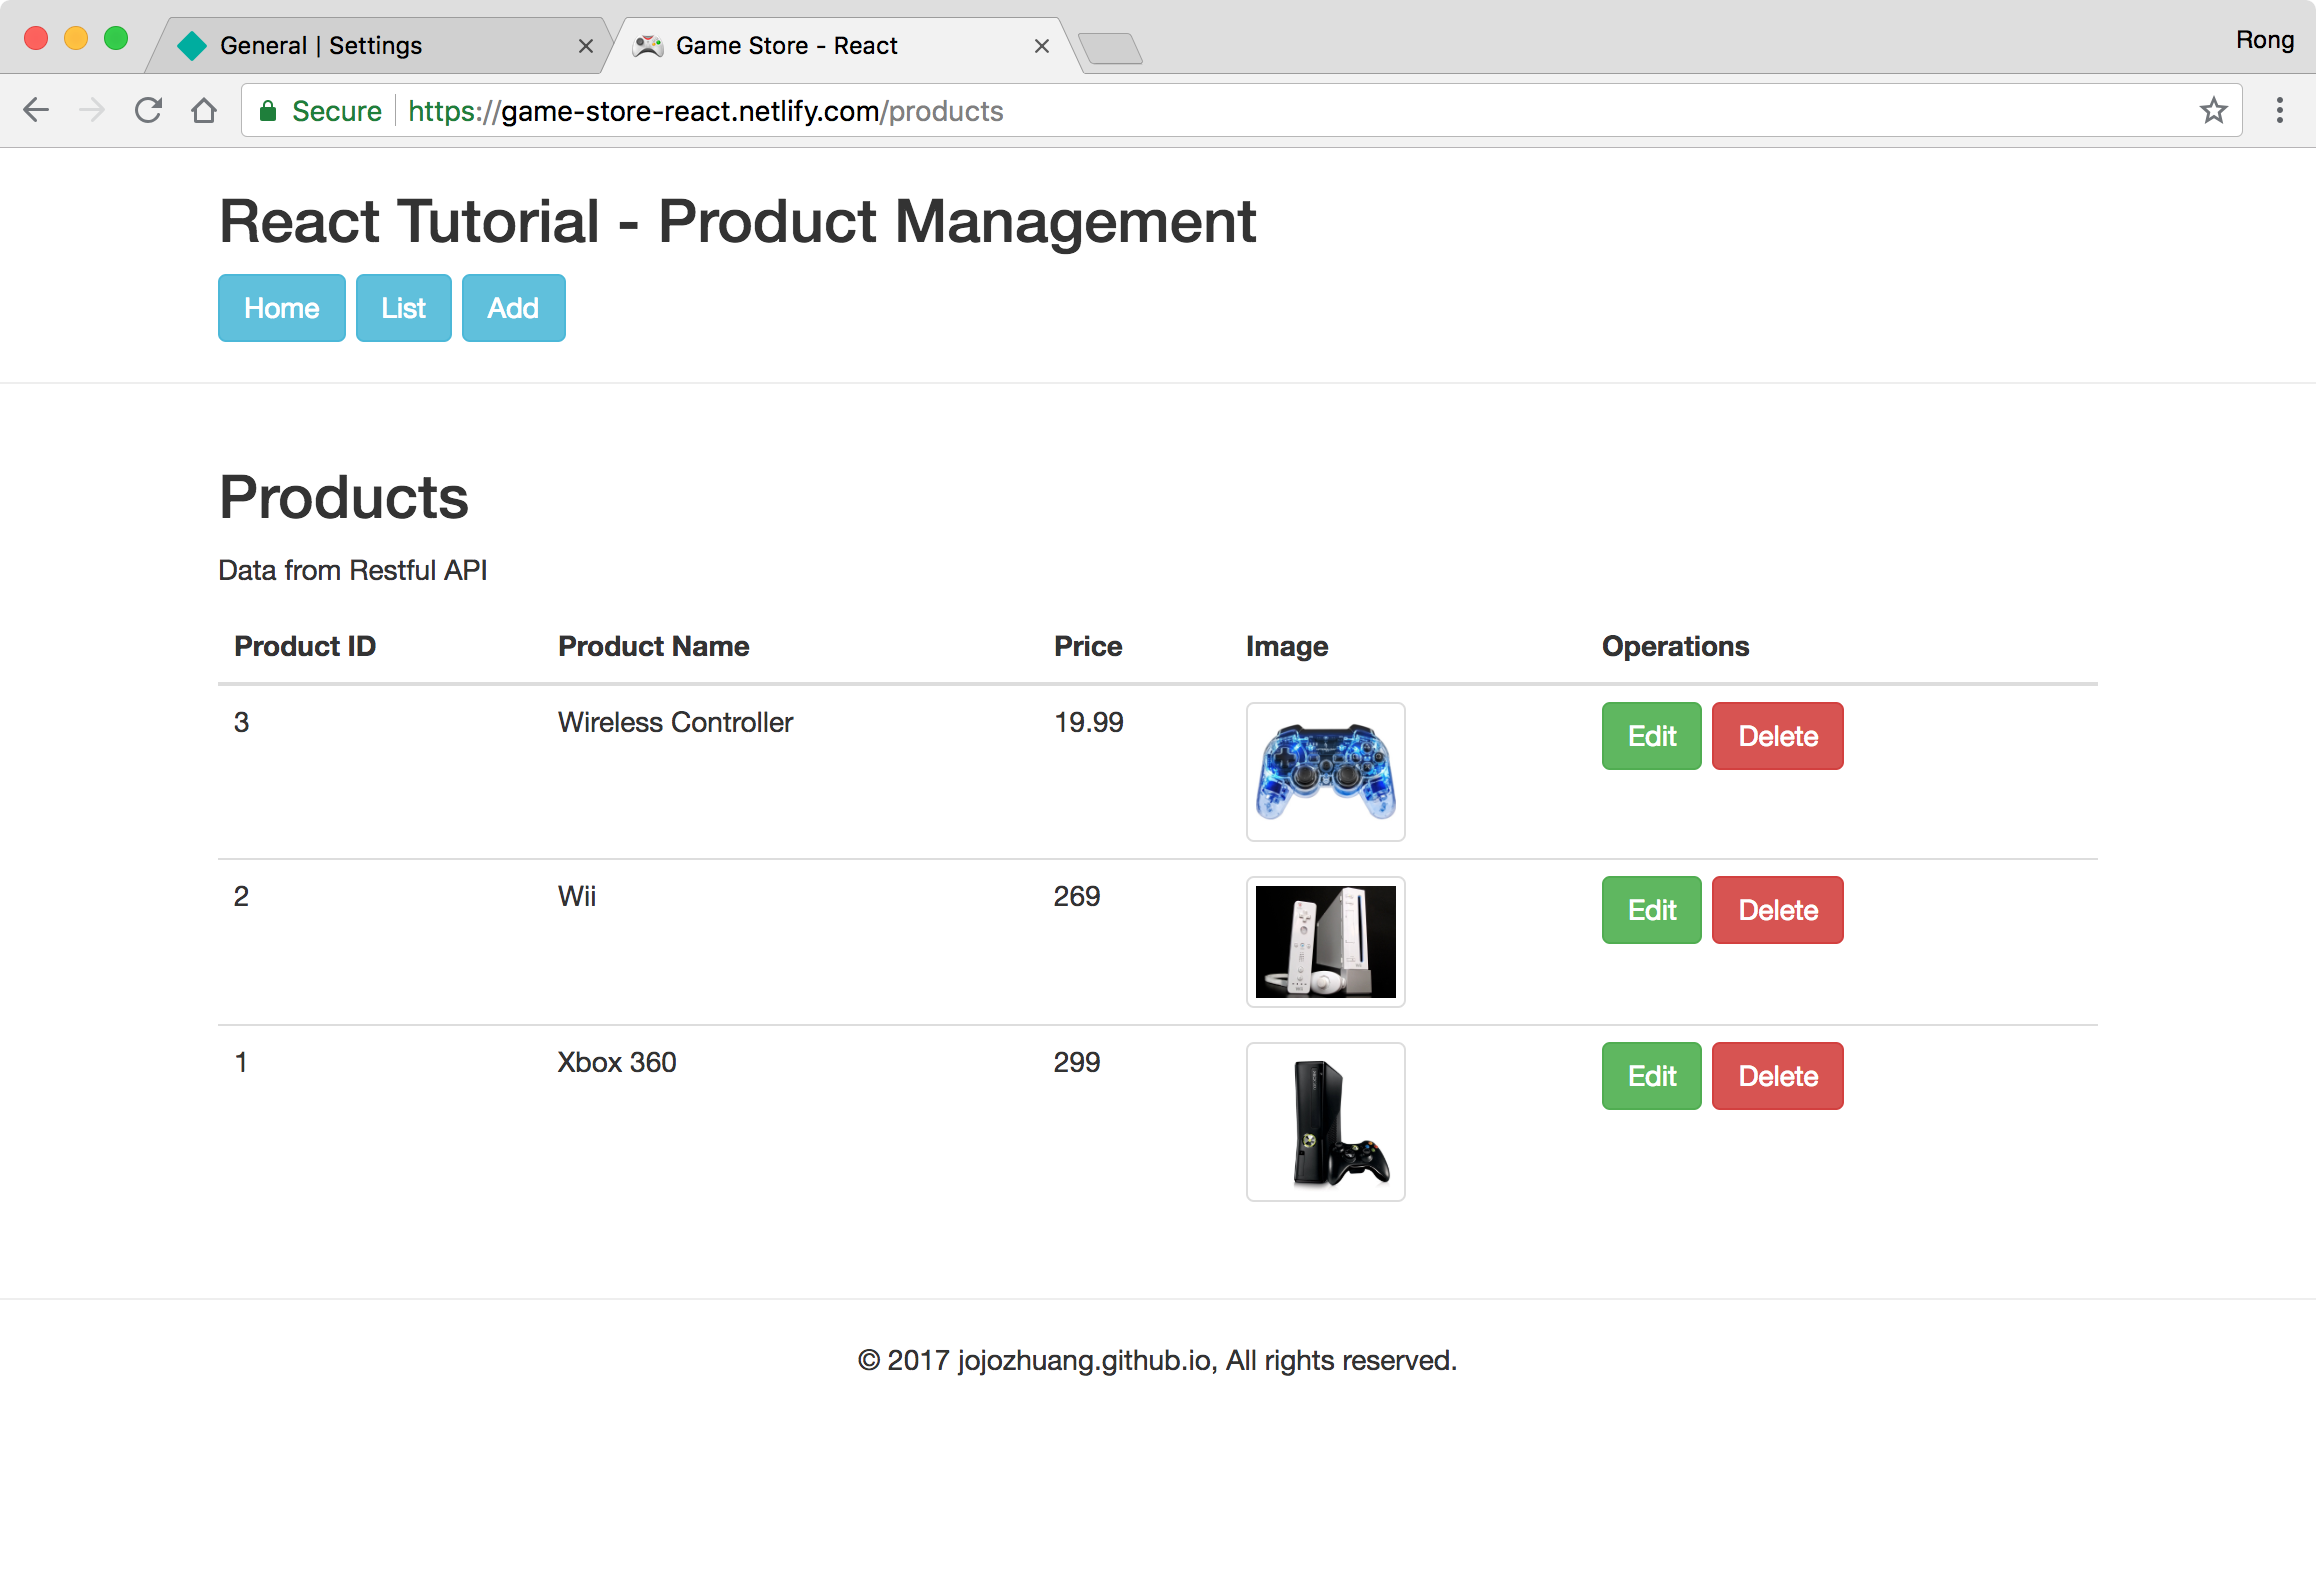 General | Settings
Game Store - React
Rong
Secure
https://game-store-react.netlify.com/products
React Tutorial - Product Management
Home List Add
Products
Data from Restful API
Product ID Product Name Price Image Operations
3 Wireless Controller 19.99 Edit Delete
2 Wii 269 Edit Delete
1 Xbox 360 299 Edit Delete
© 2017 jojozhuang.github.io, All rights reserved.